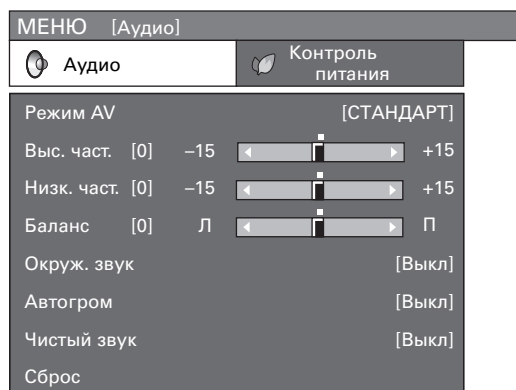 МЕНЮ [Аудио]
Аудио
Контроль
питания
Режим AV [СТАНДАРТ]
Выс. част. [0] –15 +15
Низк. част. [0] –15 +15
Баланс [0] Л П
Окруж. звук [Выкл]
Автогром [Выкл]
Чистый звук [Выкл]
Сброс